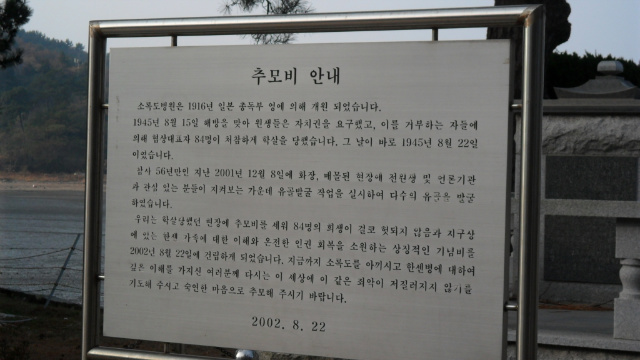 추모비 안내
소록도병원은 1916년 일본 총독부 령에 의해 개원 되었습니다.
1945년 8월 15일 해방을 맞아 원생들은 자치권을 요구했고, 이를 거부하는 자들에
의해 협상대표자 84명이 처참하게 학살을 당했습니다. 그 날이 바로 1945년 8월 22일
이었습니다.
참사 56년만인 지난 2001년 12월 8일에 화장, 매몰된 현장에 전원생 및 언론기관
과 관심 있는 분들이 지켜보는 가운데 유골발굴 작업을 실시하여 다수의 유골을 발굴
하였습니다.
우리는 학살당했던 현장에 추모비를 세워 84명의 희생이 결코 헛되지 않음과 지구상
에 있는 한센 가족에 대한 이해와 온전한 인권 회복을 소원하는 상징적인 기념비를
2002년 8월 22일에 건립하게 되었습니다. 지금까지 소록도를 아끼시고 한센병에 대하여
깊은 이해를 가지신 여러분께 다시는 이 세상에 이 같은 죄악이 저질러지지 않기를
기도해 주시고 숙연한 마음으로 추모해 주시기 바랍니다.
2002. 8. 22